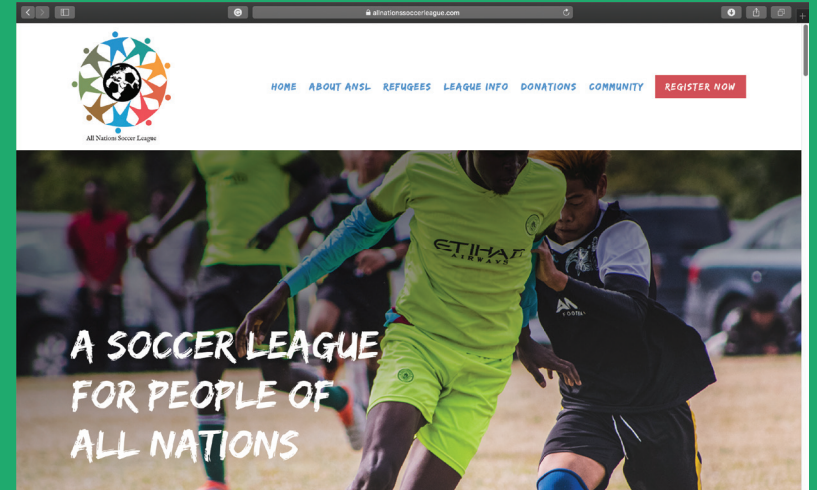 allnationssoccerleague.com
All Nations Soccer League
HOME ABOUT ANSL REFUGEES LEAGUE INFO DONATIONS COMMUNITY REGISTER NOW
ETIHAD
AIRWAYS
A SOCCER LEAGUE
FOR PEOPLE OF
ALL NATIONS